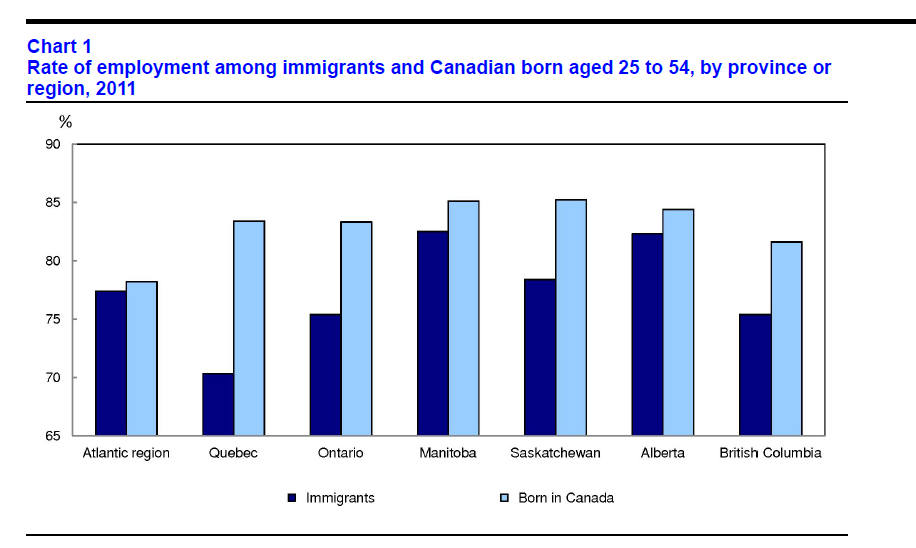 Chart 1
Rate of employment among immigrants and Canadian born aged 25 to 54, by province or
region, 2011
%
90
85
80
75
70
65
Atlantic region Quebec Ontario Manitoba Saskatchewan Alberta British Columbia
Immigrants Born in Canada